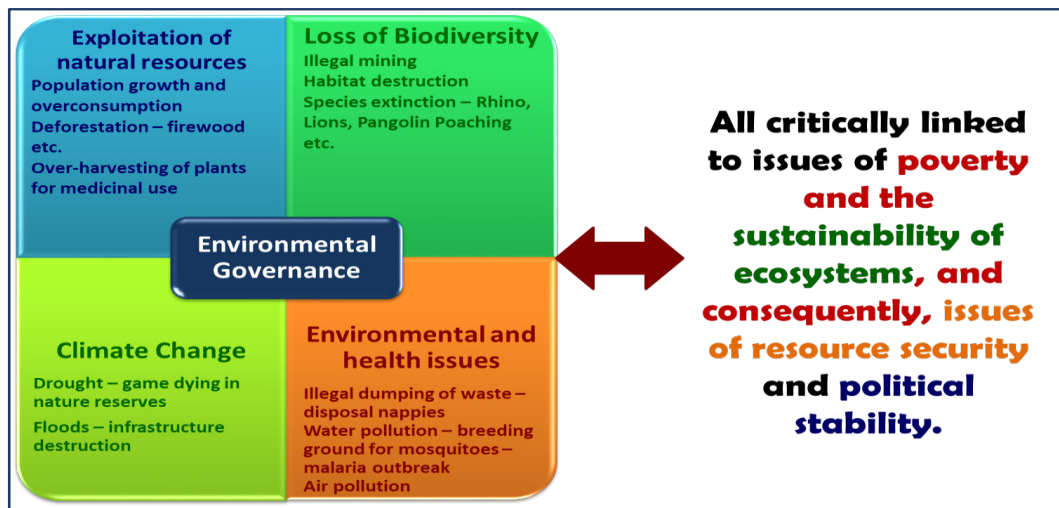 Exploitation of
natural resources
Population growth and
overconsumption
Deforestation – firewood
etc.
Over-harvesting of plants
for medicinal use
Loss of Biodiversity
Illegal mining
Habitat destruction
Species extinction – Rhino,
Lions, Pangolin Poaching
etc.
Environmental
Governance
Climate Change
Drought – game dying in
nature reserves
Floods – infrastructure
destruction
Environmental and
health issues
Illegal dumping of waste –
disposal nappies
Water pollution – breeding
ground for mosquitoes –
malaria outbreak
Air pollution
All critically linked
to issues of poverty
and the
sustainability of
ecosystems, and
consequently, issues
of resource security
and political
stability.